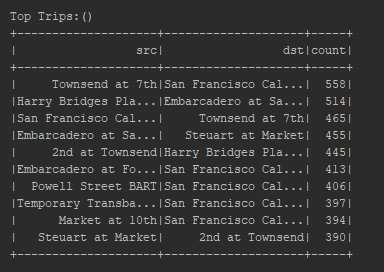 Top Trips:()
+--------------------+--------------------+-----+
|                 src|                 dst|count|
+--------------------+--------------------+-----+
|     Townsend at 7th|San Francisco Cal...|  558|
|Harry Bridges Pla...|Embarcadero at Sa...|  514|
|San Francisco Cal...|     Townsend at 7th|  465|
|Embarcadero at Sa...|   Steuart at Market|  455|
|     2nd at Townsend|Harry Bridges Pla...|  445|
|Embarcadero at Fo...|San Francisco Cal...|  413|
|  Powell Street BART|San Francisco Cal...|  406|
|Temporary Transba...|San Francisco Cal...|  397|
|      Market at 10th|San Francisco Cal...|  394|
|   Steuart at Market|     2nd at Townsend|  390|
+--------------------+--------------------+-----+